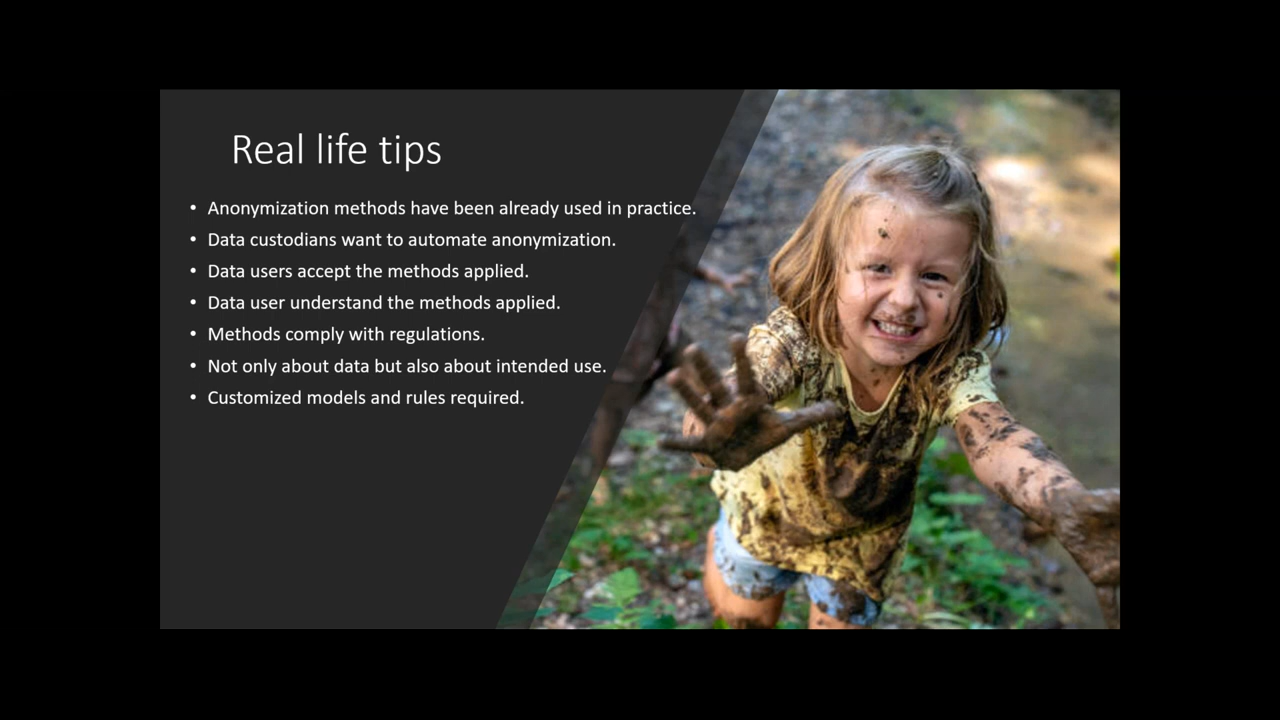 Real life tips
• Anonymization methods have been already used in practice.
• Data custodians want to automate anonymization.
• Data users accept the methods applied.
• Data user understand the methods applied.
• Methods comply with regulations.
• Not only about data but also about intended use.
• Customized models and rules required.